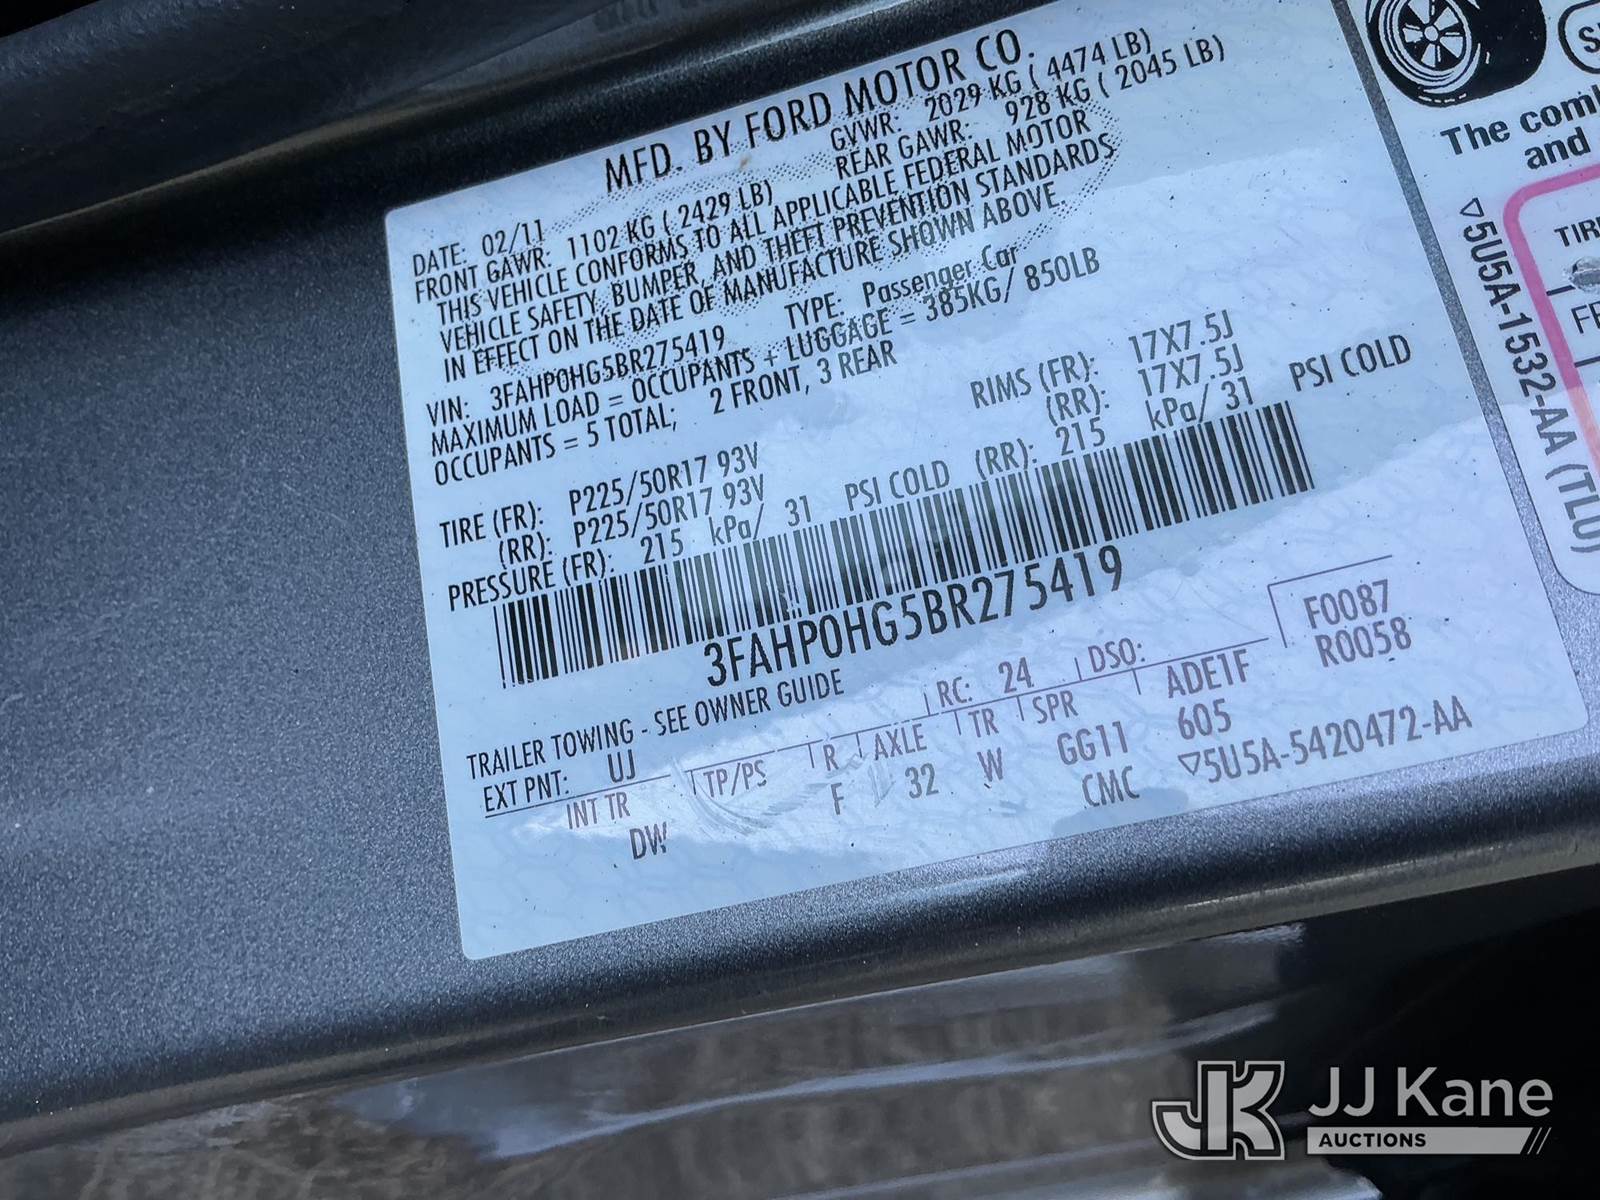 MFD. BY FORD MOTOR CO.
DATE: 02/11 GVWR: 2029 KG ( 4474 LB)
FRONT GAWR: 1102 KG ( 2429 LB) REAR GAWR: 928 KG ( 2045 LB)
THIS VEHICLE CONFORMS TO ALL APPLICABLE FEDERAL MOTOR
VEHICLE SAFETY, BUMPER, AND THEFT PREVENTION STANDARDS
IN EFFECT ON THE DATE OF MANUFACTURE SHOWN ABOVE.
VIN: 3FAHP0HG5BR275419 TYPE: Passenger Car
MAXIMUM LOAD = OCCUPANTS + LUGGAGE = 385KG/ 850LB
OCCUPANTS = 5 TOTAL; 2 FRONT, 3 REAR
TIRE (FR): P225/50R17 93V RIMS (FR): 17X7.5J
(RR): P225/50R17 93V (RR): 17X7.5J
PRESSURE (FR): 215 kPa/ 31 PSI COLD (RR): 215 kPa/ 31 PSI COLD
3FAHP0HG5BR275419
TRAILER TOWING - SEE OWNER GUIDE
EXT PNT: UJ RC: 24 DSO: F0087
INT TR TP/PS R AXLE TR SPR ADE1F R0058
DW F 32 W GG11 605
CMC ▽5U5A-5420472-AA
The
and
▽5U5A-1532-AA (TLU)
JK JJ Kane
AUCTIONS